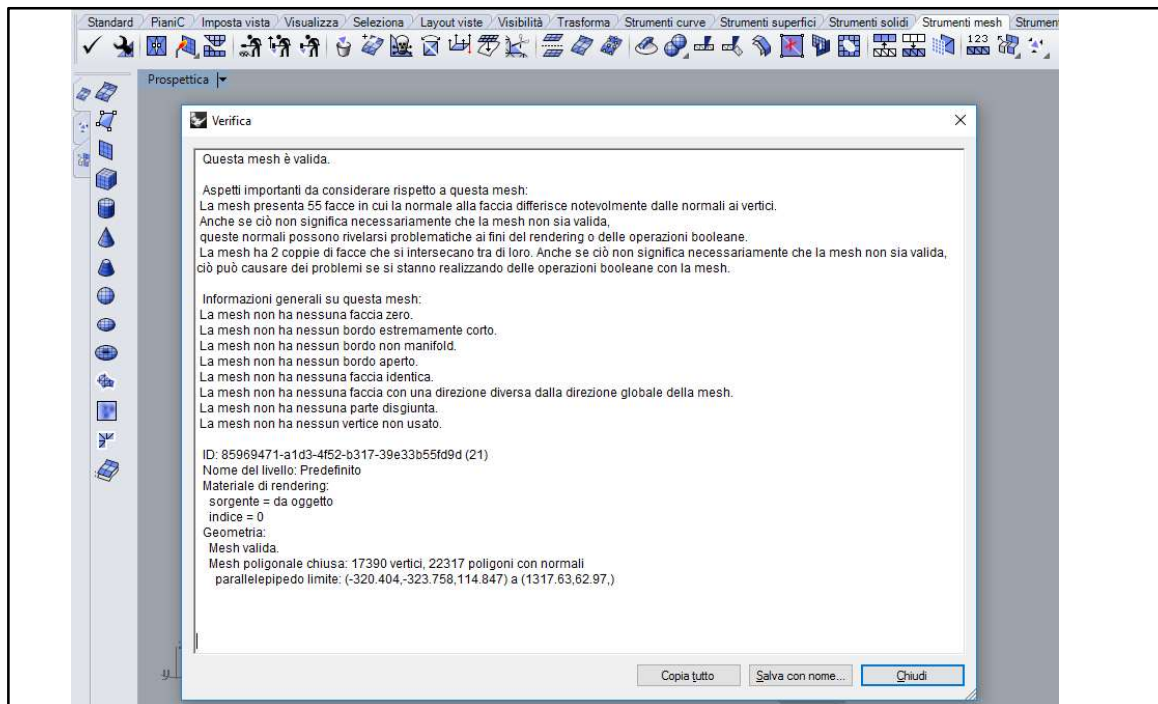 Standard PianiC Imposta vista Visualizza Seleziona Layout viste Visibilità Trasforma Strumenti curve Strumenti superfici Strumenti solidi Strumenti mesh Strumen
123
Prospettica
Verifica
Questa mesh è valida.
Aspetti importanti da considerare rispetto a questa mesh:
La mesh presenta 55 facce in cui la normale alla faccia differisce notevolmente dalle normali ai vertici.
Anche se ciò non significa necessariamente che la mesh non sia valida,
queste normali possono rivelarsi problematiche ai fini del rendering o delle operazioni booleane.
La mesh ha 2 coppie di facce che si intersecano tra di loro. Anche se ciò non significa necessariamente che la mesh non sia valida,
ciò può causare dei problemi se si stanno realizzando delle operazioni booleane con la mesh.
Informazioni generali su questa mesh:
La mesh non ha nessuna faccia zero.
La mesh non ha nessun bordo estremamente corto.
La mesh non ha nessun bordo non manifold.
La mesh non ha nessun bordo aperto.
La mesh non ha nessuna faccia identica.
La mesh non ha nessuna faccia con una direzione diversa dalla direzione globale della mesh.
La mesh non ha nessuna parte disgiunta.
La mesh non ha nessun vertice non usato.
ID: 85969471-a1d3-4f52-b317-39e33b55fd9d (21)
Nome del livello: Predefinito
Materiale di rendering:
sorgente = da oggetto
indice = 0
Geometria:
Mesh valida.
Mesh poligonale chiusa: 17390 vertici, 22317 poligoni con normali
parallelepipedo limite: (-320.404,-323.758,114.847) a (1317.63,62.97,)
y
Copia tutto Salva con nome... Chiudi